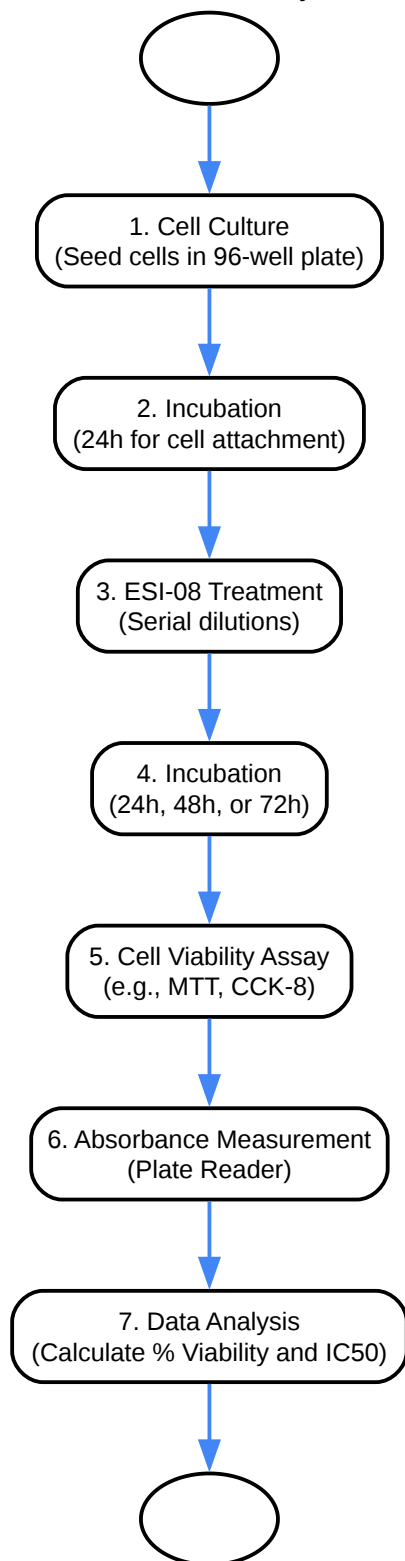 1. Cell Culture
(Seed cells in 96-well plate)
2. Incubation
(24h for cell attachment)
3. ESI-08 Treatment
(Serial dilutions)
4. Incubation
(24h, 48h, or 72h)
5. Cell Viability Assay
(e.g., MTT, CCK-8)
6. Absorbance Measurement
(Plate Reader)
7. Data Analysis
(Calculate % Viability and IC50)